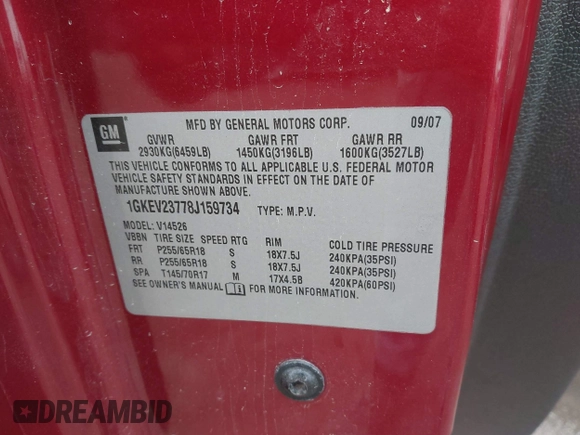 GM
MFD BY GENERAL MOTORS CORP. 09/07
GVWR GAWR FRT GAWR RR
2930KG(6459LB) 1450KG(3196LB) 1600KG(3527LB)
THIS VEHICLE CONFORMS TO ALL APPLICABLE U.S. FEDERAL MOTOR
VEHICLE SAFETY STANDARDS IN EFFECT ON THE DATE OF
MANUFACTURE SHOWN ABOVE.
1GKEV23778J159734 TYPE: M.P.V.
MODEL: V14526
VBBN TIRE SIZE SPEED RTG RIM COLD TIRE PRESSURE
FRT P255/65R18 S 18X7.5J 240KPA(35PSI)
RR P255/65R18 S 18X7.5J 240KPA(35PSI)
SPA T145/70R17 M 17X4.5B 420KPA(60PSI)
SEE OWNER'S MANUAL FOR MORE INFORMATION.
DREAMBID